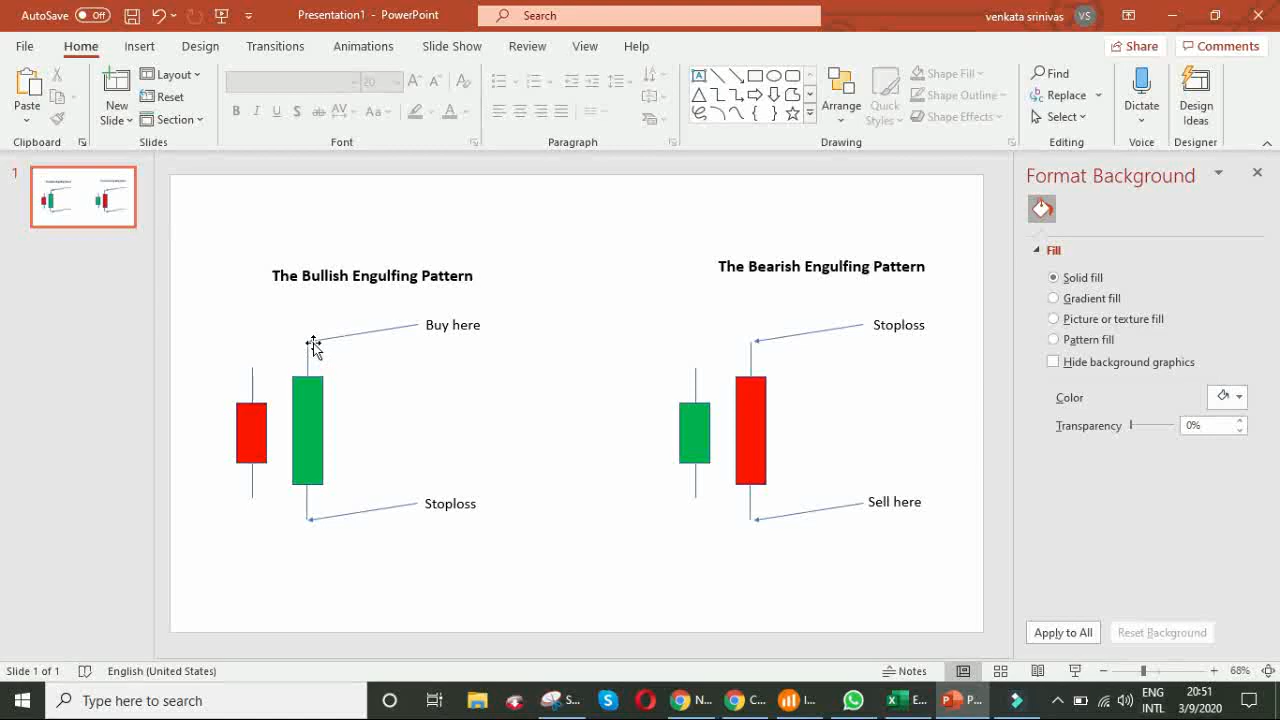 AutoSave Off
Presentation1 - PowerPoint
Search
venkata srinivas VS
File Home Insert Design Transitions Animations Slide Show Review View Help
Share Comments
Paste
New Slide
Layout
Reset
Section
20
A A A
B I U S ab AV Aa A
Arrange
Quick Styles
Shape Fill
Shape Outline
Shape Effects
Find
Replace
Select
Dictate
Design Ideas
Clipboard Slides Font Paragraph Drawing Editing Voice Designer
1
The Bullish Engulfing Pattern
Buy here
Stoploss
The Bearish Engulfing Pattern
Stoploss
Sell here
Format Background
Fill
Solid fill
Gradient fill
Picture or texture fill
Pattern fill
Hide background graphics
Color
Transparency 0%
Apply to All Reset Background
Slide 1 of 1 English (United States) Notes 68%
Type here to search
S... N... C... I... E... P...
ENG INTL
20:51
3/9/2020